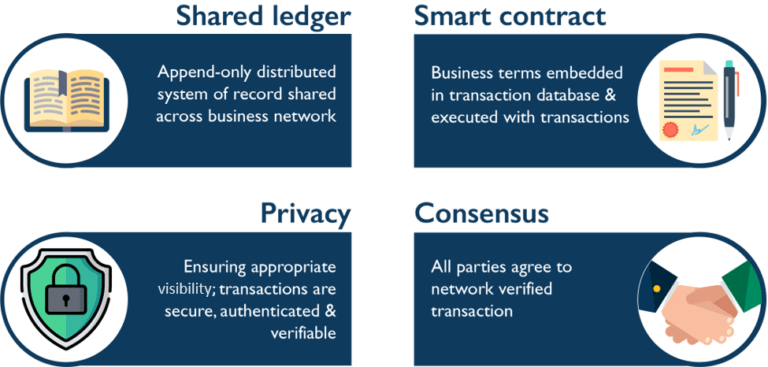 Shared ledger
Append-only distributed
system of record shared
across business network
Smart contract
Business terms embedded
in transaction database &
executed with transactions
Privacy
Ensuring appropriate
visibility; transactions are
secure, authenticated &
verifiable
Consensus
All parties agree to
network verified
transaction